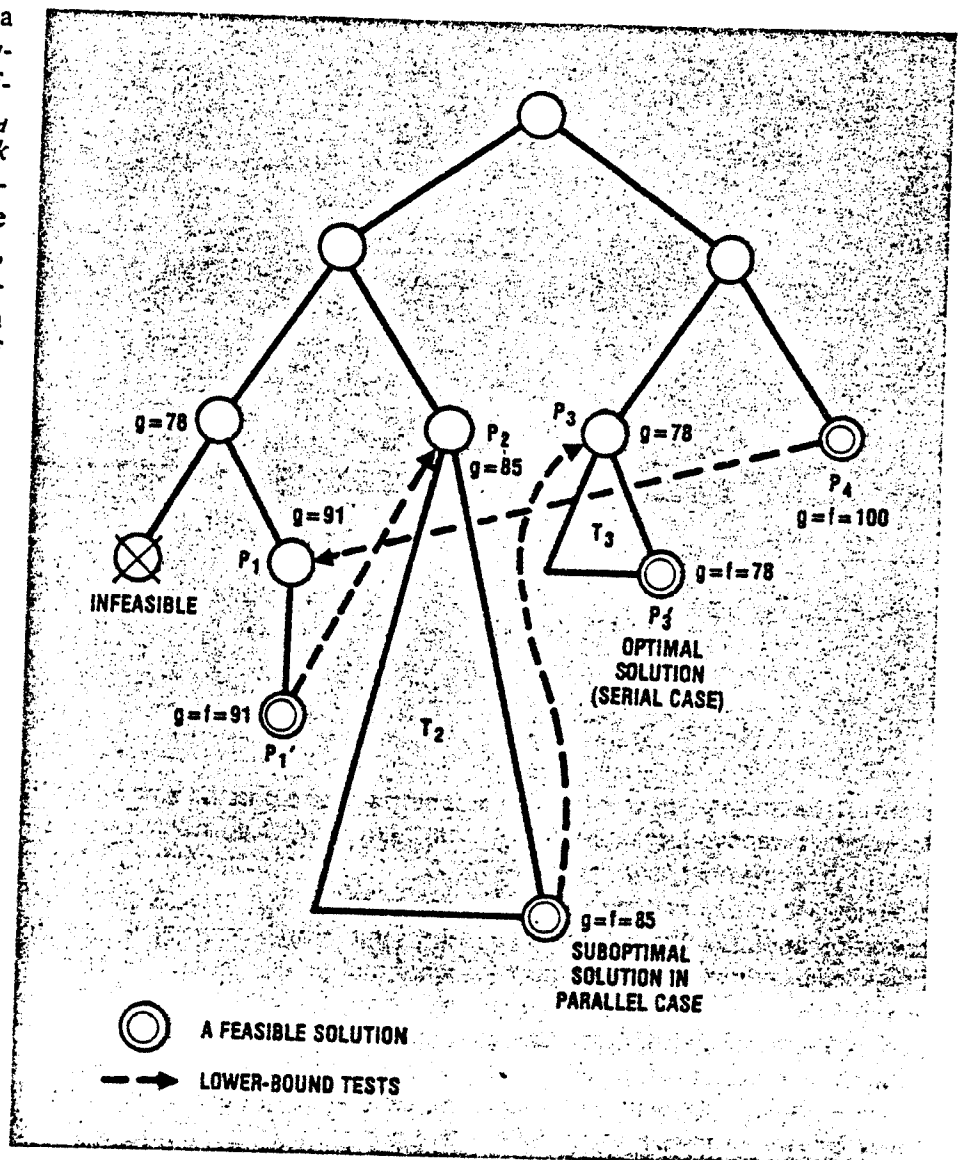 a
d
k
e
g=78
P2
g=85
P3
g=78
P4
g=f=100
g=91
P1
INFEASIBLE
T3
g=f=78
P3'
OPTIMAL
SOLUTION
(SERIAL CASE)
g=f=91
P1'
T2
g=f=85
SUBOPTIMAL
SOLUTION IN
PARALLEL CASE
A FEASIBLE SOLUTION
LOWER-BOUND TESTS